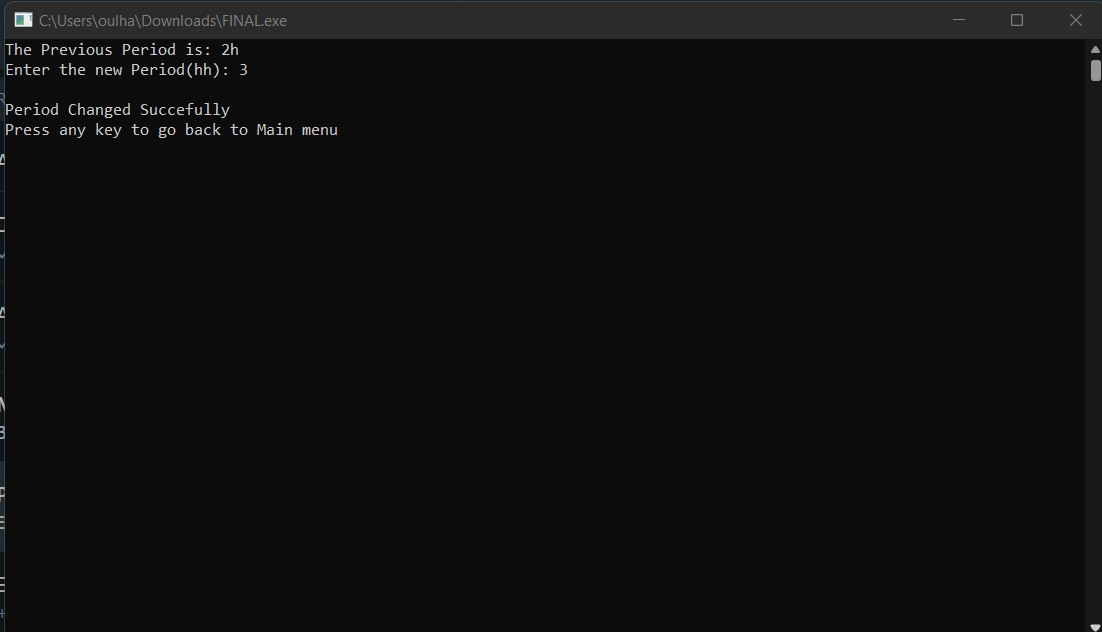 C:\Users\oulha\Downloads\FINAL.exe
The Previous Period is: 2h
Enter the new Period(hh): 3
Period Changed Succefully
Press any key to go back to Main menu